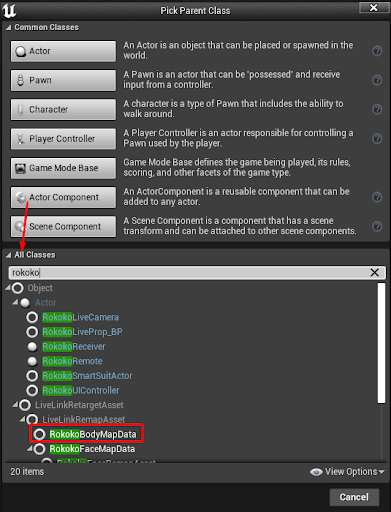 Pick Parent Class
Common Classes
Actor
An Actor is an object that can be placed or spawned in the
world.
Pawn
A Pawn is an actor that can be 'possessed' and receive
input from a controller.
Character
A character is a type of Pawn that includes the ability to
walk around.
Player Controller
A Player Controller is an actor responsible for controlling a
Pawn used by the player.
Game Mode Base
Game Mode Base defines the game being played, its rules,
scoring, and other facets of the game type.
Actor Component
An ActorComponent is a reusable component that can be
added to any actor.
Scene Component
A Scene Component is a component that has a scene
transform and can be attached to other scene components.
All Classes
rokoko
Object
Actor
RokokoLiveCamera
RokokoLiveProp_BP
RokokoReceiver
RokokoRemote
RokokoSmartSuitActor
RokokoUIController
LiveLinkRetargetAsset
LiveLinkRemapAsset
RokokoBodyMapData
RokokoFaceMapData
RokokoFaceRemapAsset
20 items
View Options
Cancel